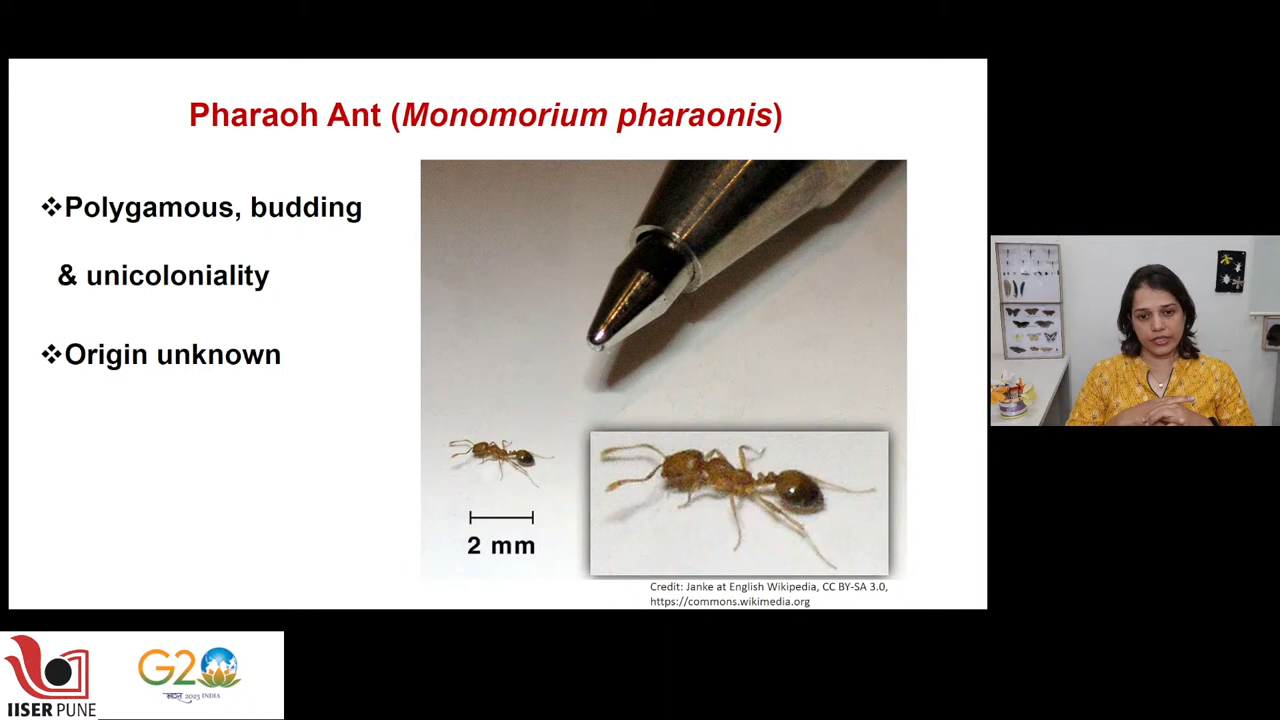 Pharaoh Ant (Monomorium pharaonis)
❖Polygamous, budding
& unicoloniality
❖Origin unknown
2 mm
Credit: Janke at English Wikipedia, CC BY-SA 3.0,
https://commons.wikimedia.org
IISER PUNE
G20
भारत 2023 INDIA